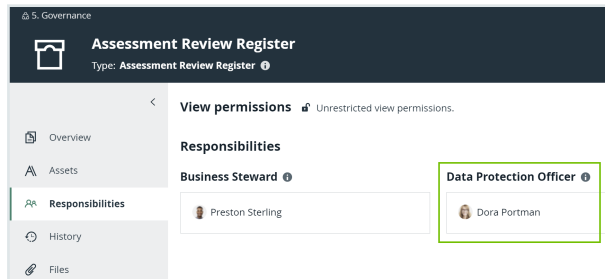 5. Governance
Assessment Review Register
Type: Assessment Review Register
View permissions Unrestricted view permissions.
Overview
Assets
Responsibilities
History
Files
Responsibilities
Business Steward
Preston Sterling
Data Protection Officer
Dora Portman